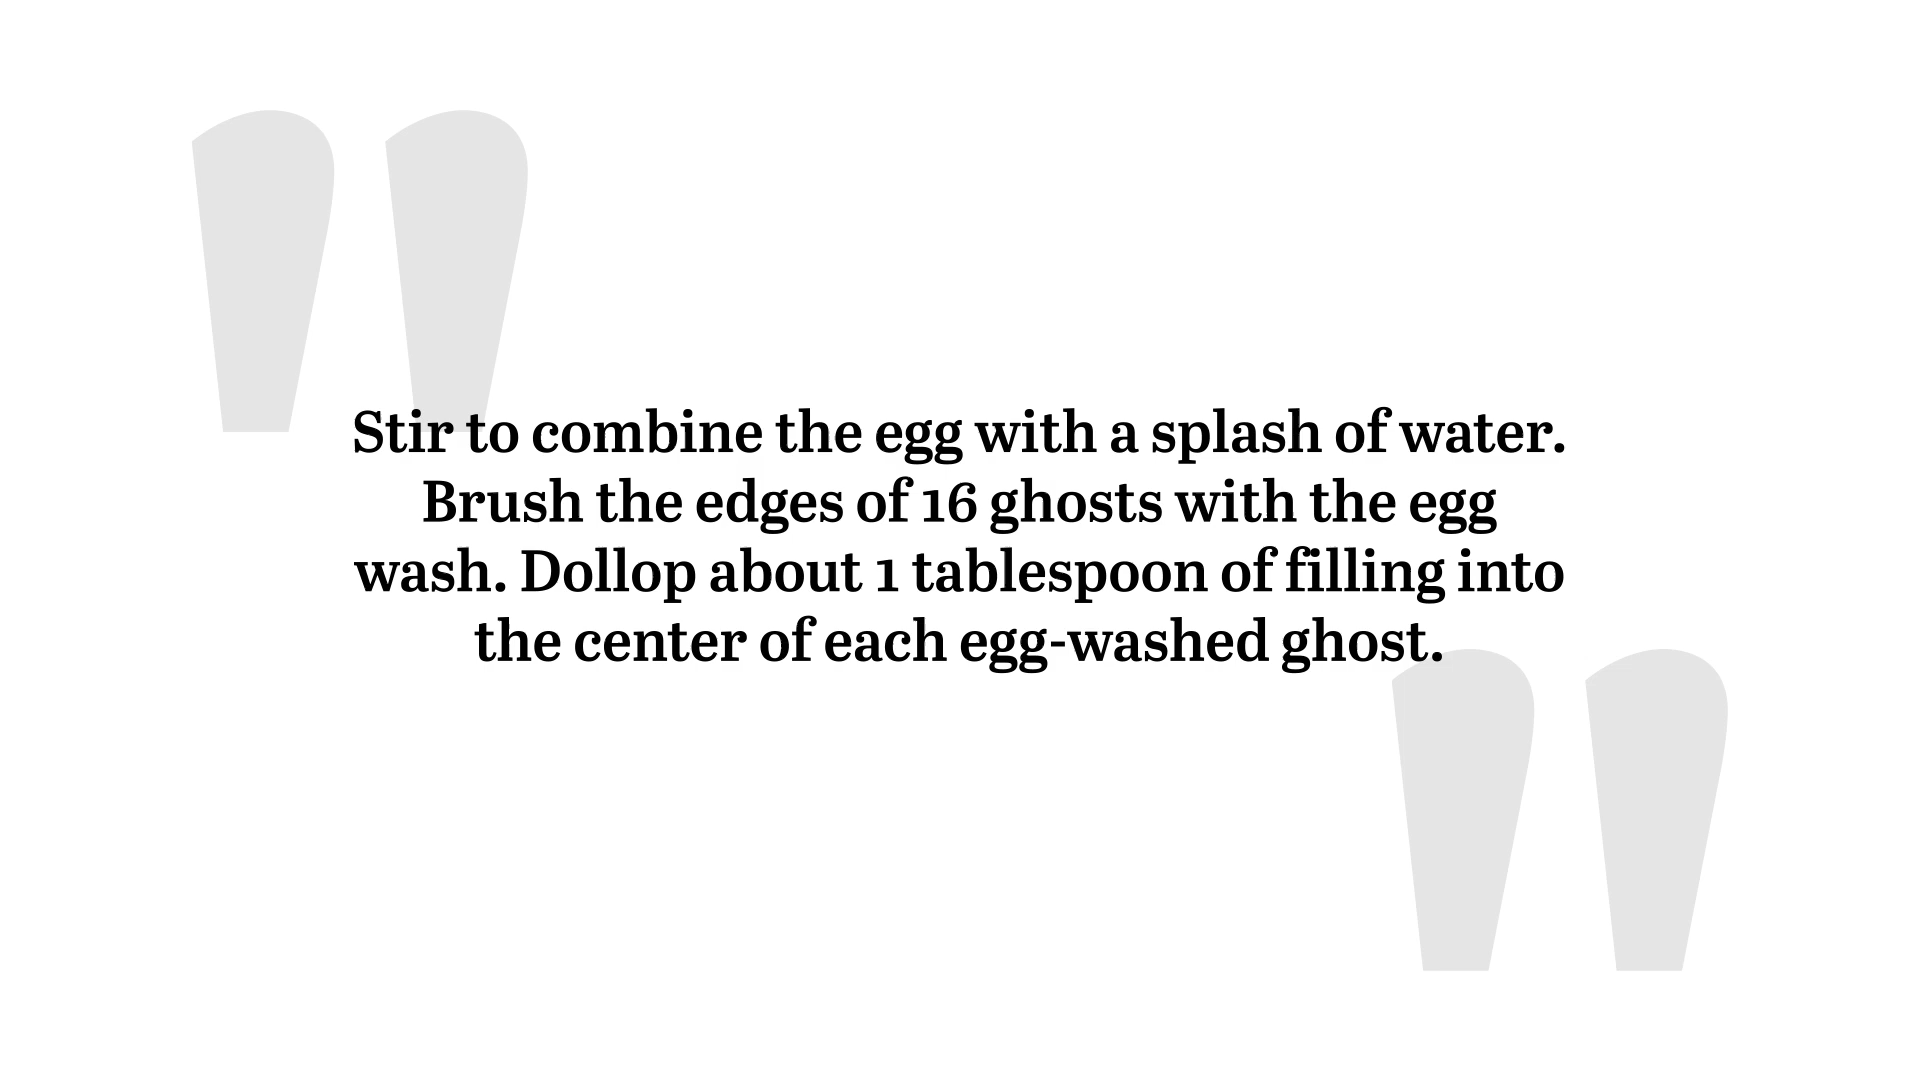 Stir to combine the egg with a splash of water.
Brush the edges of 16 ghosts with the egg
wash. Dollop about 1 tablespoon of filling into
the center of each egg-washed ghost.